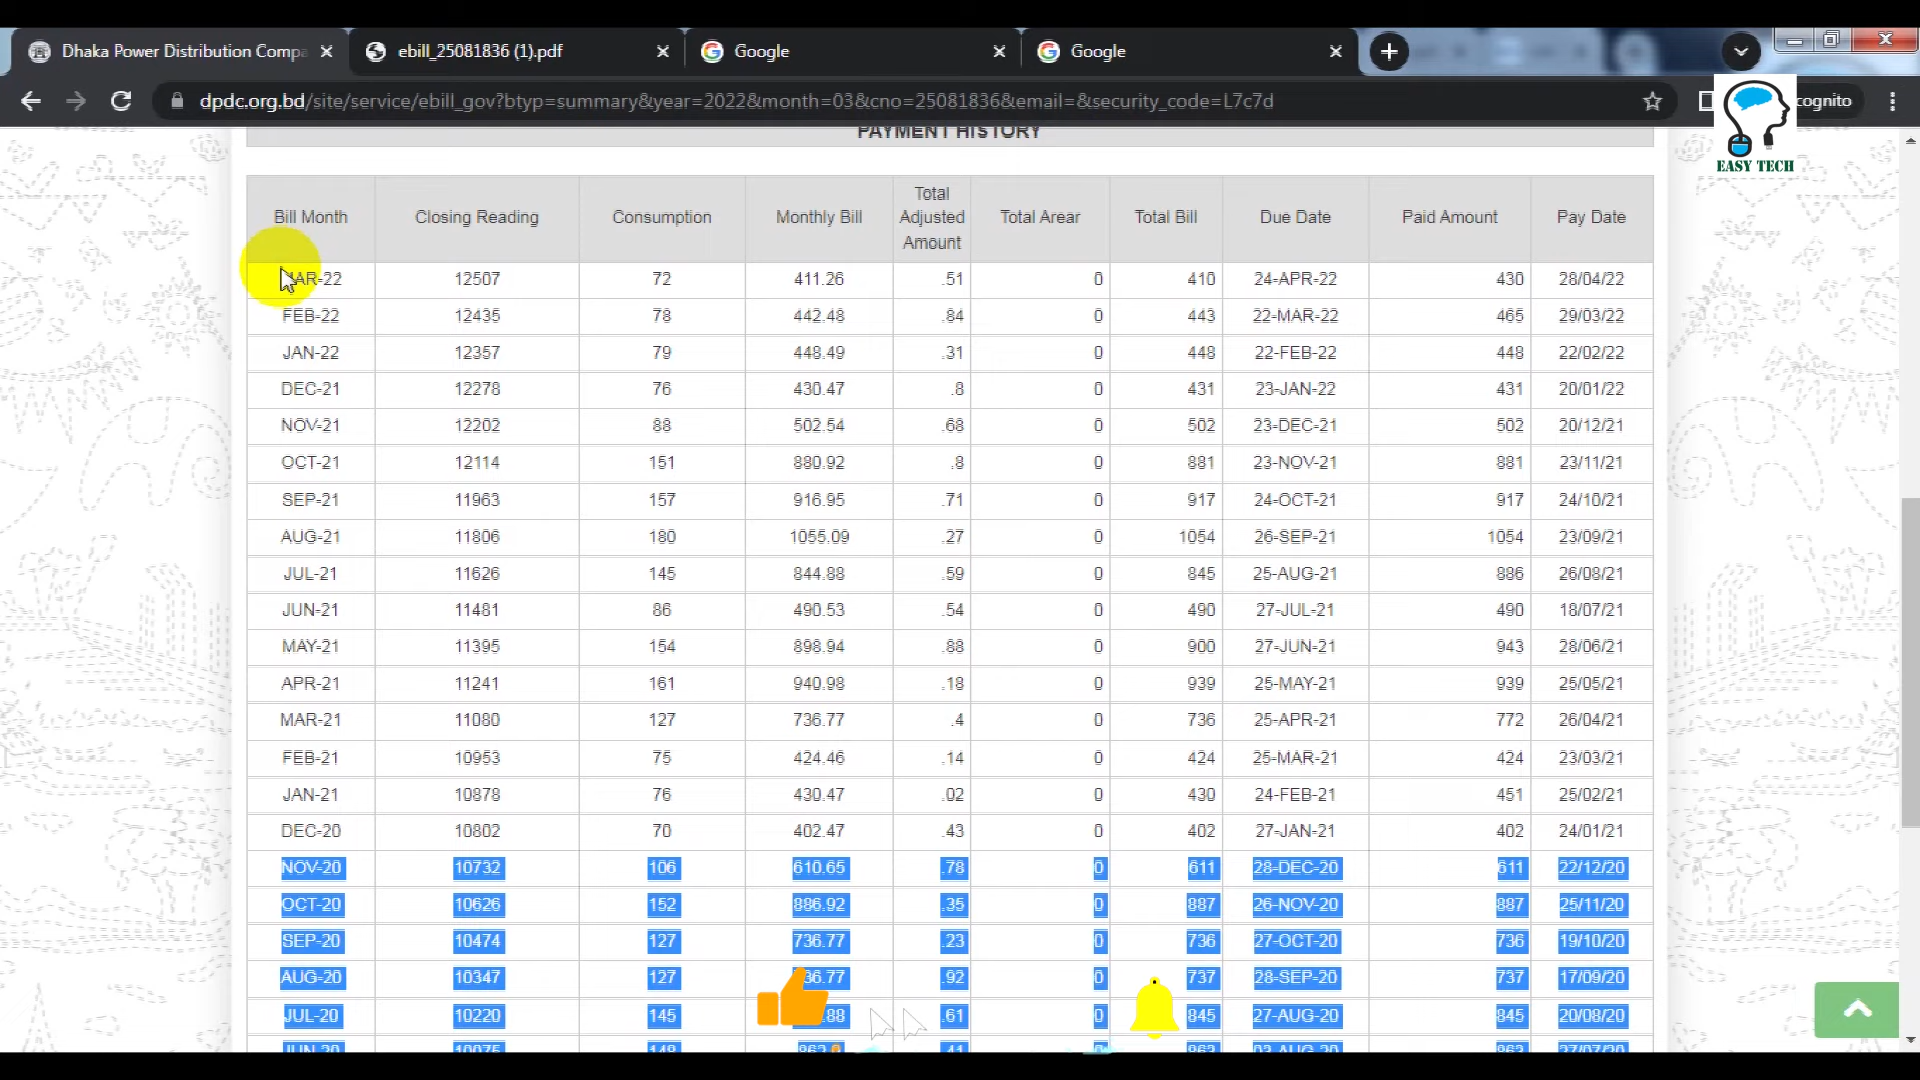 Dhaka Power Distribution Compa
ebill_25081836 (1).pdf
Google
Google
dpdc.org.bd/site/service/ebill_gov?btyp=summary&year=2022&month=03&cno=25081836&email=&security_code=L7c7d
cognito
EASY TECH
PAYMENT HISTORY
Bill Month Closing Reading Consumption Monthly Bill Total Adjusted Amount Total Arear Total Bill Due Date Paid Amount Pay Date
MAR-22 12507 72 411.26 .51 0 410 24-APR-22 430 28/04/22
FEB-22 12435 78 442.48 .84 0 443 22-MAR-22 465 29/03/22
JAN-22 12357 79 448.49 .31 0 448 22-FEB-22 448 22/02/22
DEC-21 12278 76 430.47 .8 0 431 23-JAN-22 431 20/01/22
NOV-21 12202 88 502.54 .68 0 502 23-DEC-21 502 20/12/21
OCT-21 12114 151 880.92 .8 0 881 23-NOV-21 881 23/11/21
SEP-21 11963 157 916.95 .71 0 917 24-OCT-21 917 24/10/21
AUG-21 11806 180 1055.09 .27 0 1054 26-SEP-21 1054 23/09/21
JUL-21 11626 145 844.88 .59 0 845 25-AUG-21 886 26/08/21
JUN-21 11481 86 490.53 .54 0 490 27-JUL-21 490 18/07/21
MAY-21 11395 154 898.94 .88 0 900 27-JUN-21 943 28/06/21
APR-21 11241 161 940.98 .18 0 939 25-MAY-21 939 25/05/21
MAR-21 11080 127 736.77 .4 0 736 25-APR-21 772 26/04/21
FEB-21 10953 75 424.46 .14 0 424 25-MAR-21 424 23/03/21
JAN-21 10878 76 430.47 .02 0 430 24-FEB-21 451 25/02/21
DEC-20 10802 70 402.47 .43 0 402 27-JAN-21 402 24/01/21
NOV-20 10732 106 610.65 .78 0 611 28-DEC-20 611 22/12/20
OCT-20 10626 152 886.92 .35 0 887 26-NOV-20 887 25/11/20
SEP-20 10474 127 736.77 .23 0 736 27-OCT-20 736 19/10/20
AUG-20 10347 127 36.77 .92 0 737 28-SEP-20 737 17/09/20
JUL-20 10220 145 .88 .61 0 845 27-AUG-20 845 20/08/20
JUN-20 10075 148 .41 0 863 03-AUG-20 863 27/07/20